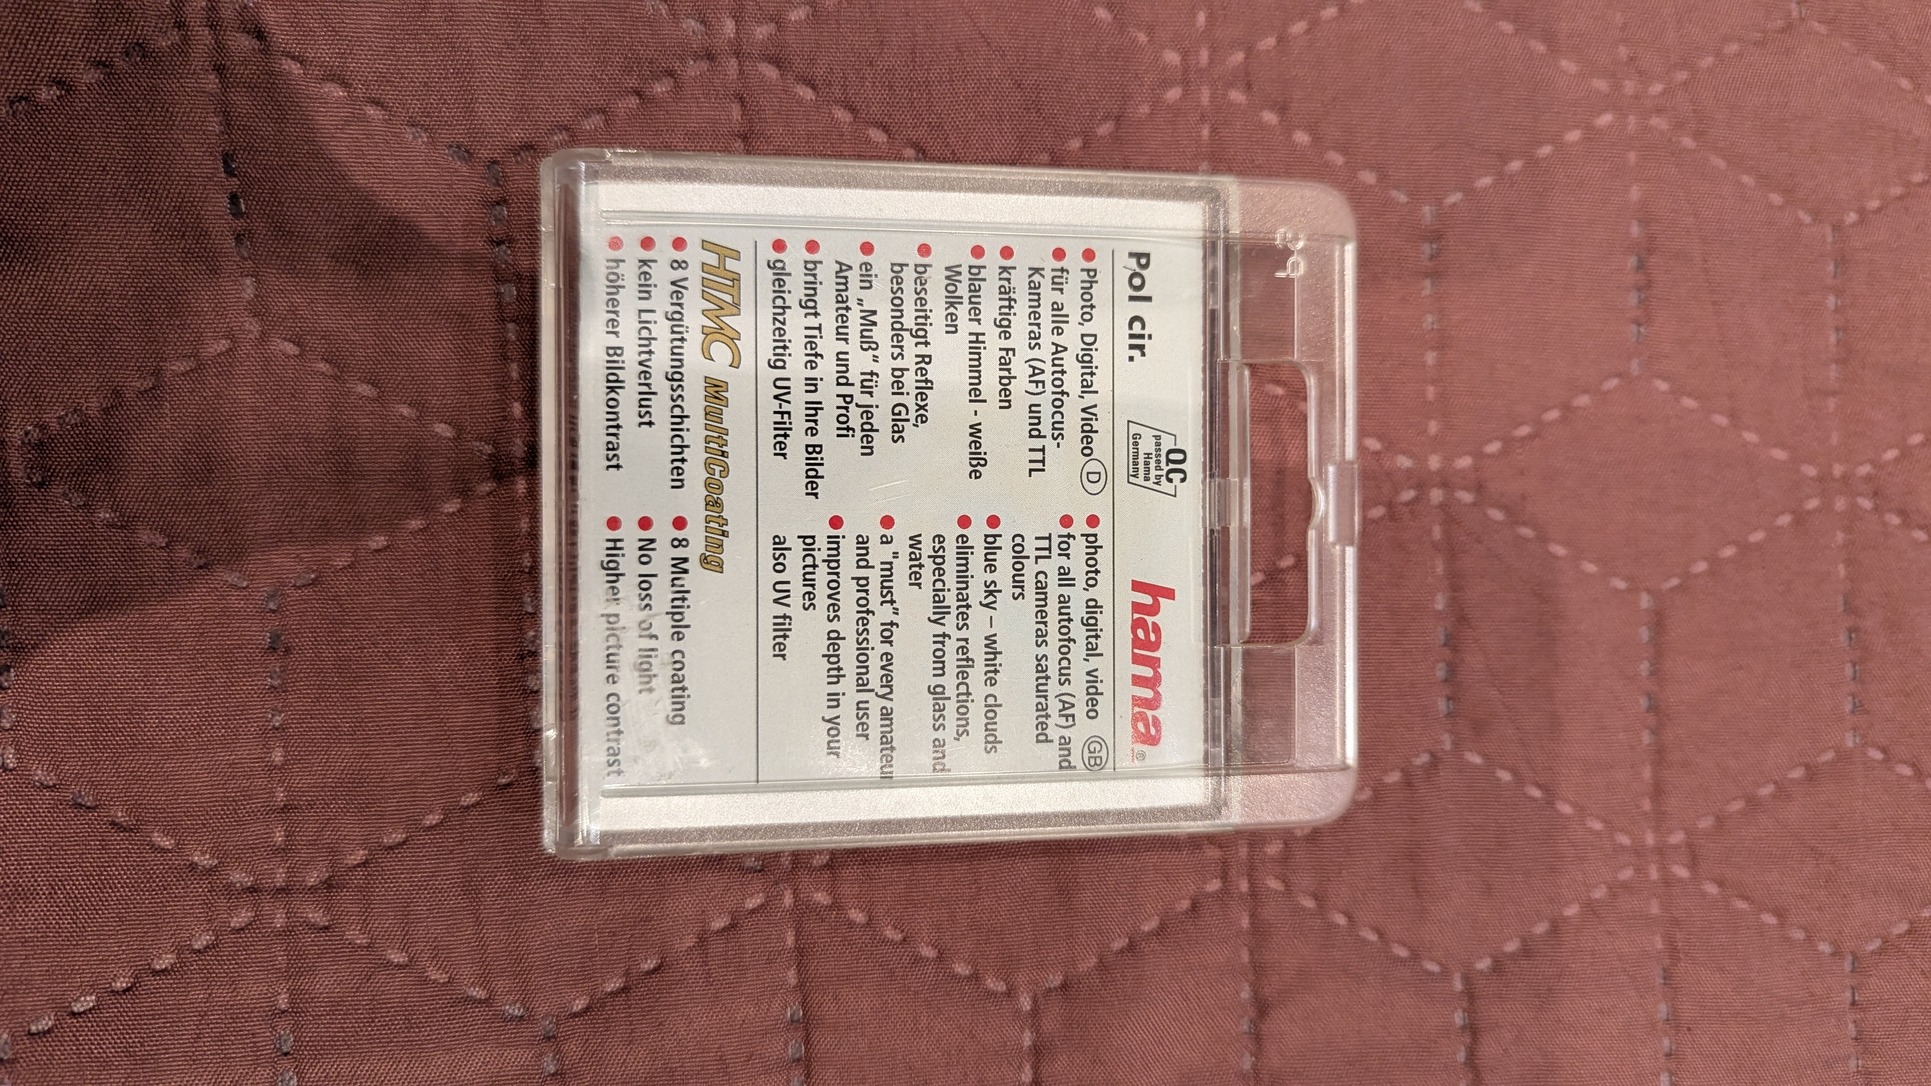 Pol cir.
QC
passed by
Hama
Germany
hama®
Photo, Digital, Video D
für alle Autofocus-
Kameras (AF) und TTL
kräftige Farben
blauer Himmel - weiße
Wolken
beseitigt Reflexe,
besonders bei Glas
ein „Muß“ für jeden
Amateur und Profi
bringt Tiefe in Ihre Bilder
gleichzeitig UV-Filter
photo, digital, video GB
for all autofocus (AF) and
TTL cameras saturated
colours
blue sky – white clouds
eliminates reflections,
especially from glass and
water
a "must" for every amateur
and professional user
improves depth in your
pictures
also UV filter
HTMC MultiCoating
8 Vergütungsschichten
kein Lichtverlust
höherer Bildkontrast
8 Multiple coating
No loss of light
Higher picture contrast